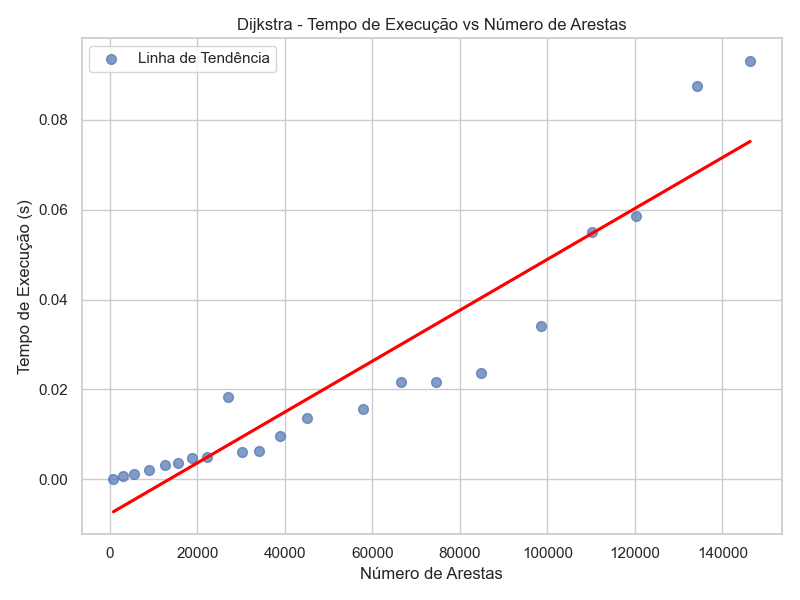 Dijkstra - Tempo de Execução vs Número de Arestas
Linha de Tendência
Tempo de Execução (s)
0.08
0.06
0.04
0.02
0.00
0 20000 40000 60000 80000 100000 120000 140000
Número de Arestas